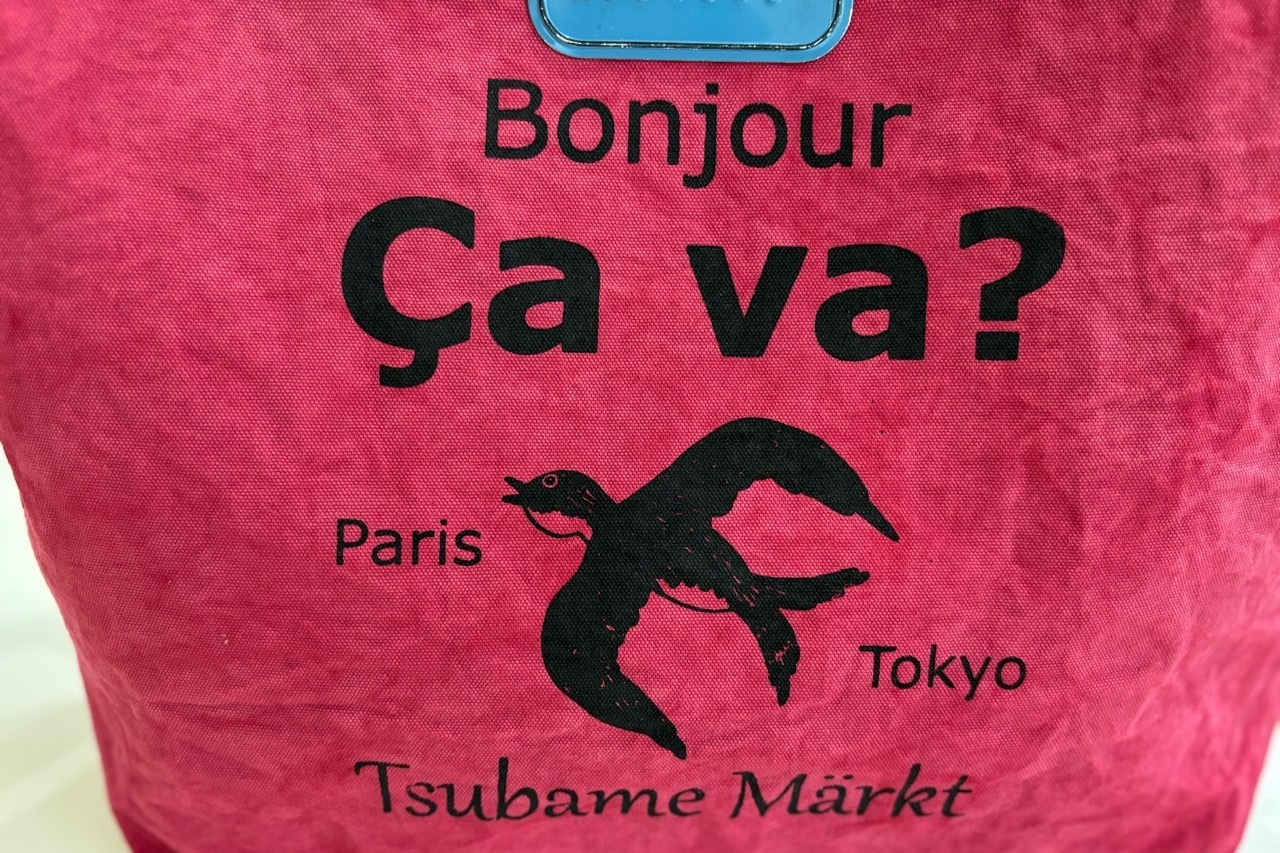 Bonjour
Ça va?
Paris
Tokyo
Tsubame Märkt